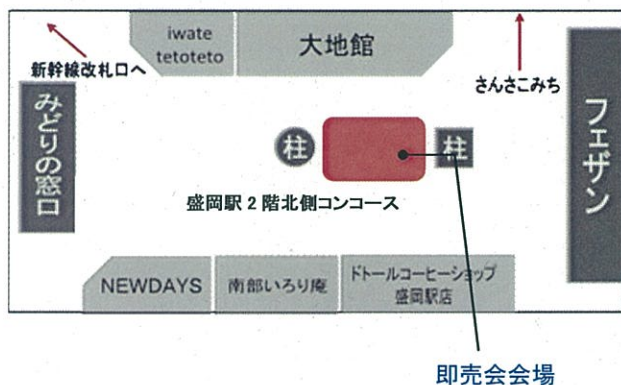 iwate
tetoteto
大地館
新幹線改札口へ
さんさこみち
みどりの窓口
柱
柱
フェザン
盛岡駅2階北側コンコース
NEWDAYS
南部いろり庵
ドトールコーヒーショップ
盛岡駅店
即売会会場